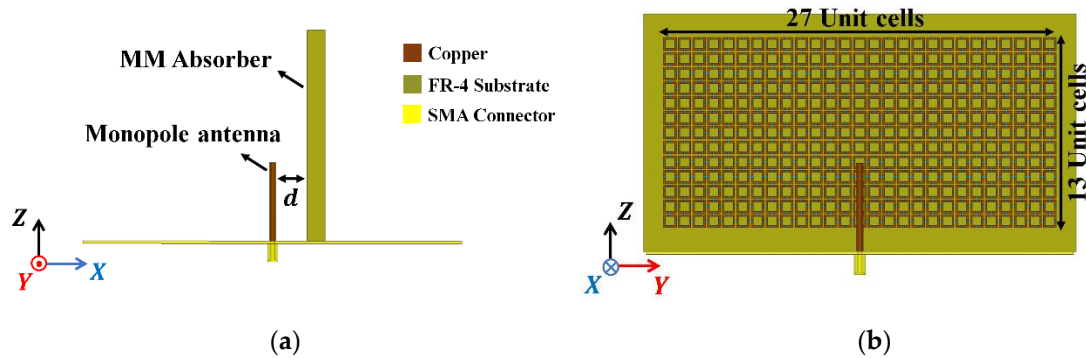 MM Absorber
Monopole antenna
d
Copper
FR-4 Substrate
SMA Connector
Z
Y
X
(a)
27 Unit cells
13 Unit cells
Z
X
Y
(b)